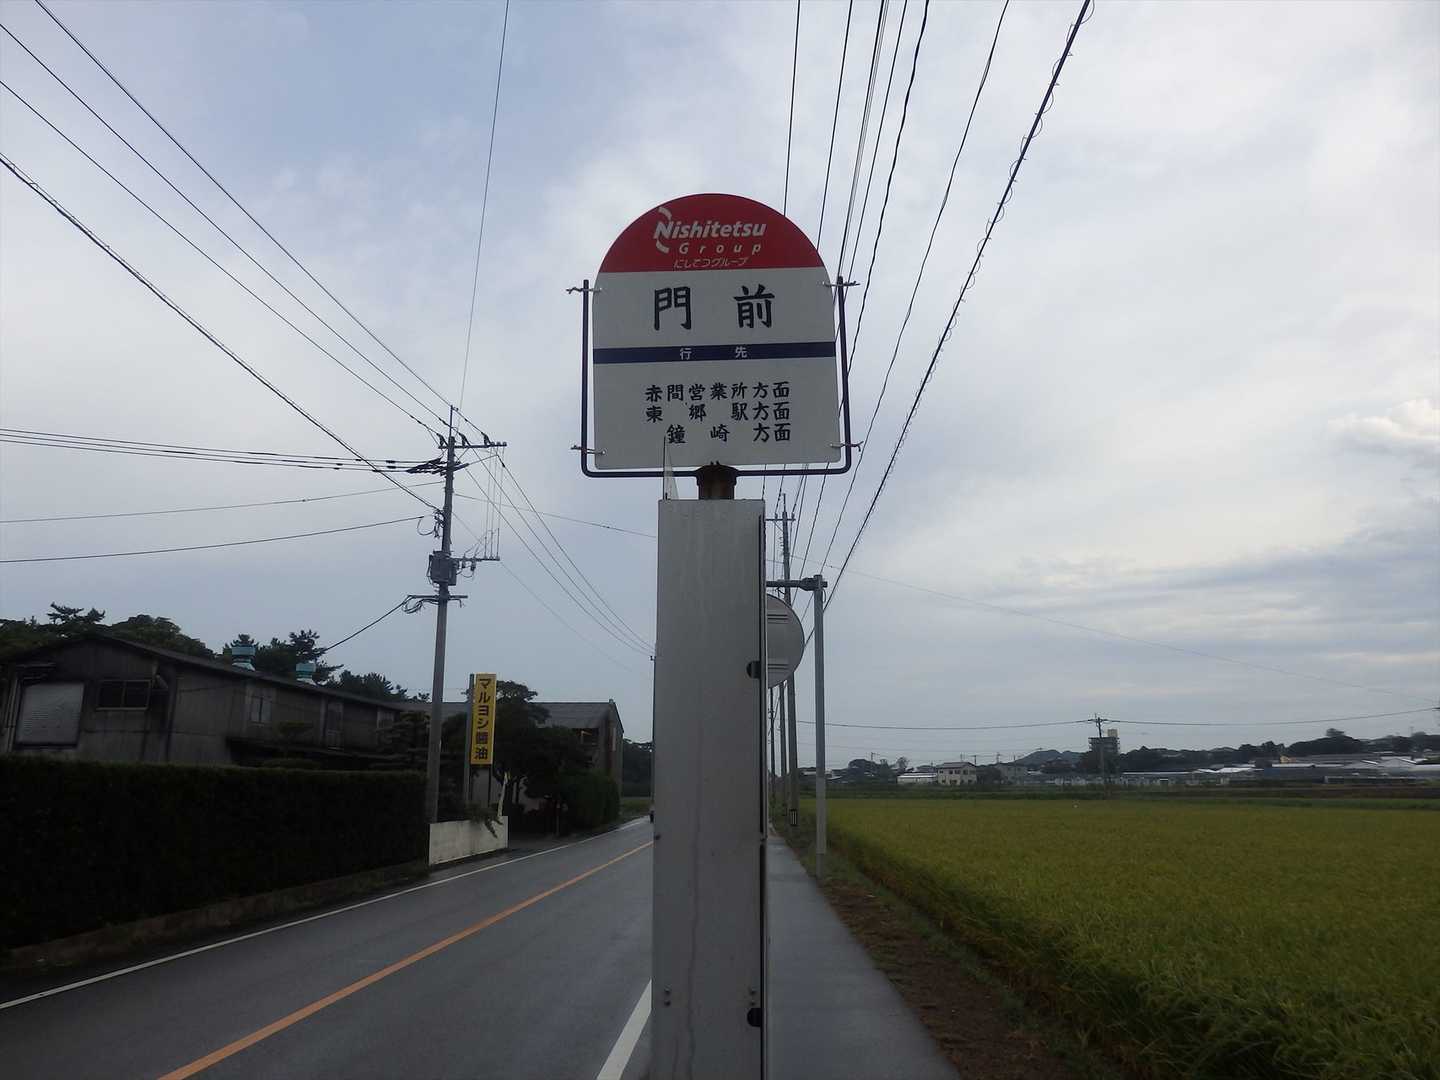 Nishitetsu
Group
にしてつグループ
門前
行先
赤間営業所方面
東郷駅方面
鐘崎方面
マルヨシ醤油